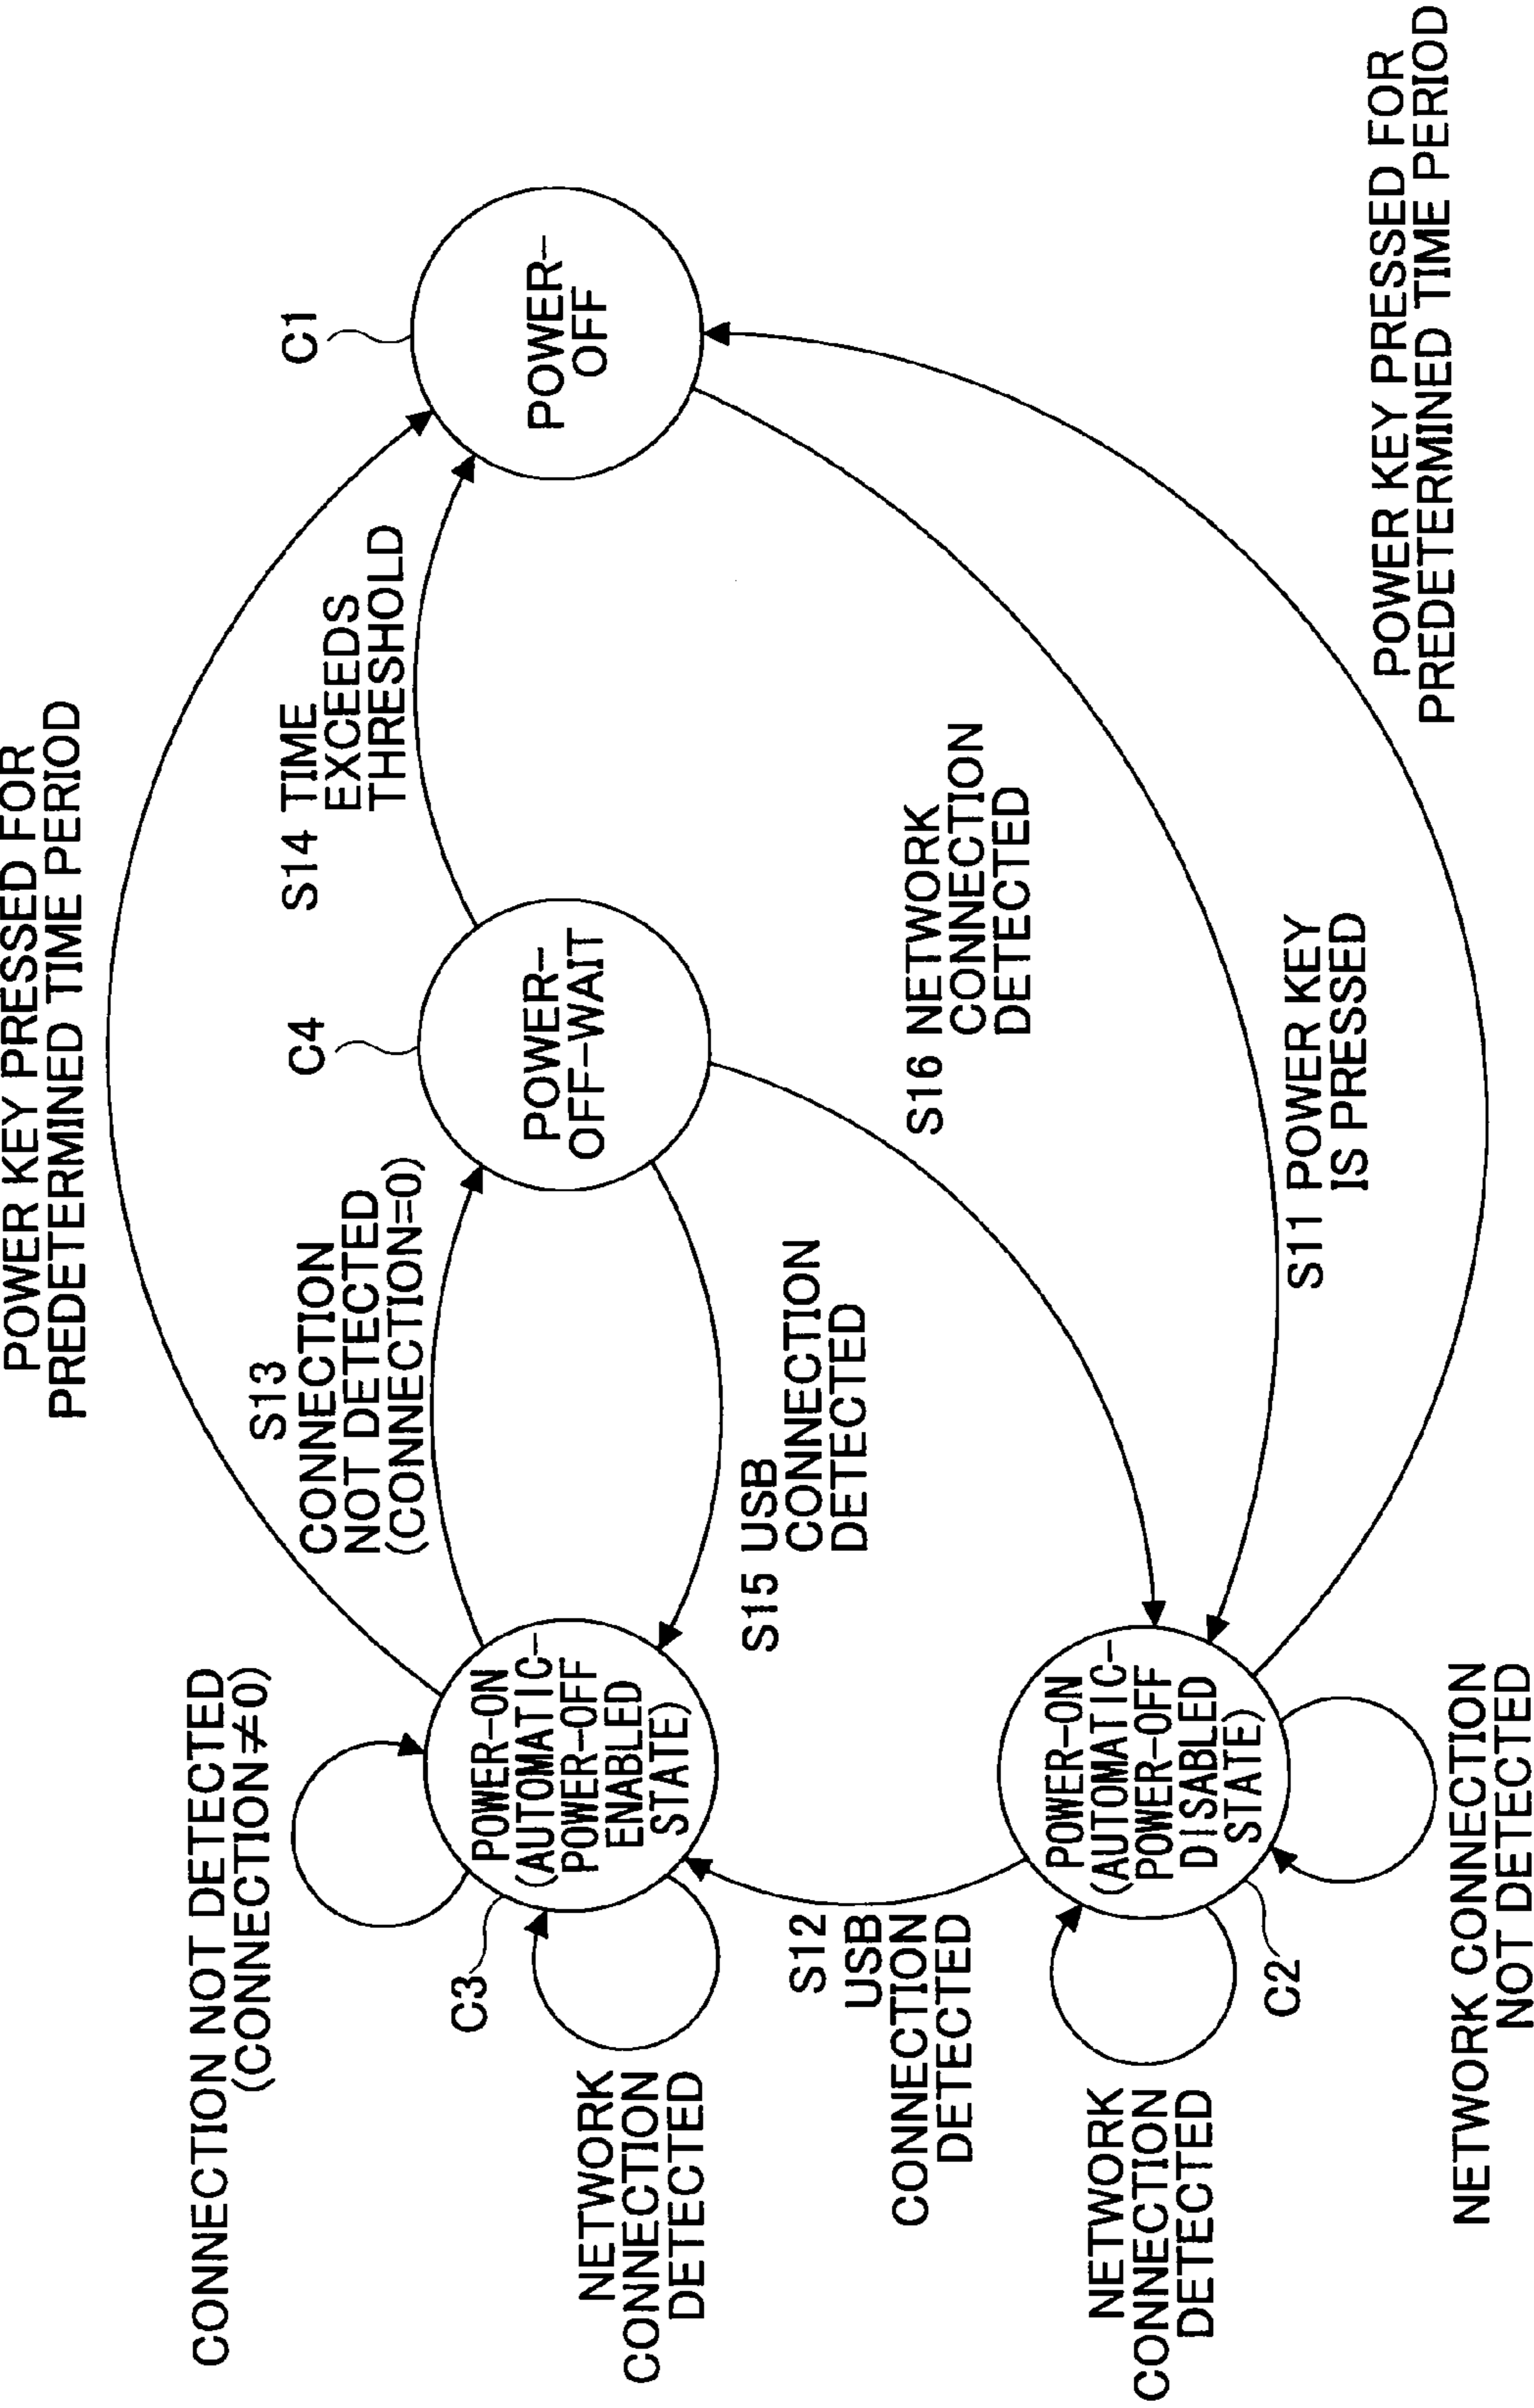 POWER KEY PRESSED FOR
PREDETERMINED TIME PERIOD
CONNECTION NOT DETECTED
(CONNECTION≠0)
S13
CONNECTION
NOT DETECTED
(CONNECTION=0)
S14 TIME
EXCEEDS
THRESHOLD
C4
C1
C3
POWER-ON
(AUTOMATIC-
POWER-OFF
ENABLED
STATE)
POWER-
OFF-WAIT
POWER-
OFF
NETWORK
CONNECTION
DETECTED
S15 USB
CONNECTION
DETECTED
S12
USB
CONNECTION
DETECTED
S16 NETWORK
CONNECTION
DETECTED
NETWORK
CONNECTION
DETECTED
POWER-ON
(AUTOMATIC-
POWER-OFF
DISABLED
STATE)
C2
S11 POWER KEY
IS PRESSED
POWER KEY PRESSED FOR
PREDETERMINED TIME PERIOD
NETWORK CONNECTION
NOT DETECTED